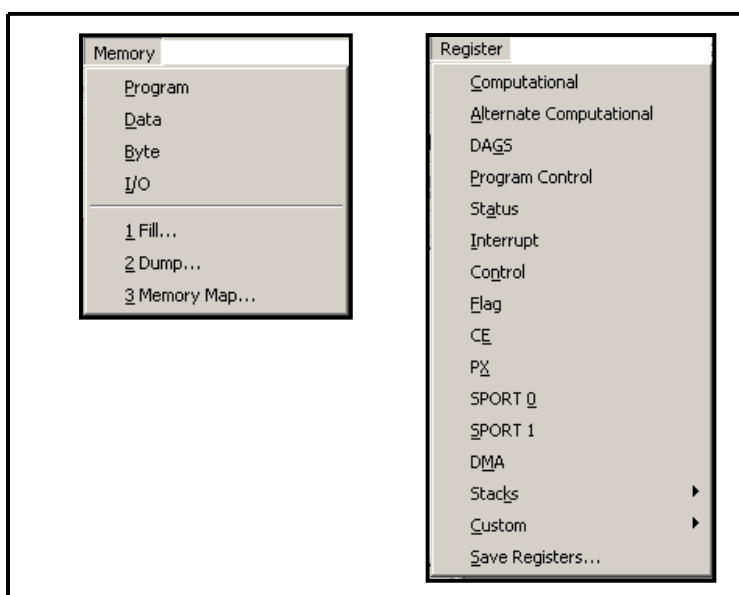 Memory
Program
Data
Byte
I/O
1 Fill...
2 Dump...
3 Memory Map...
Register
Computational
Alternate Computational
DAGS
Program Control
Status
Interrupt
Control
Flag
CE
PX
SPORT 0
SPORT 1
DMA
Stacks
Custom
Save Registers...